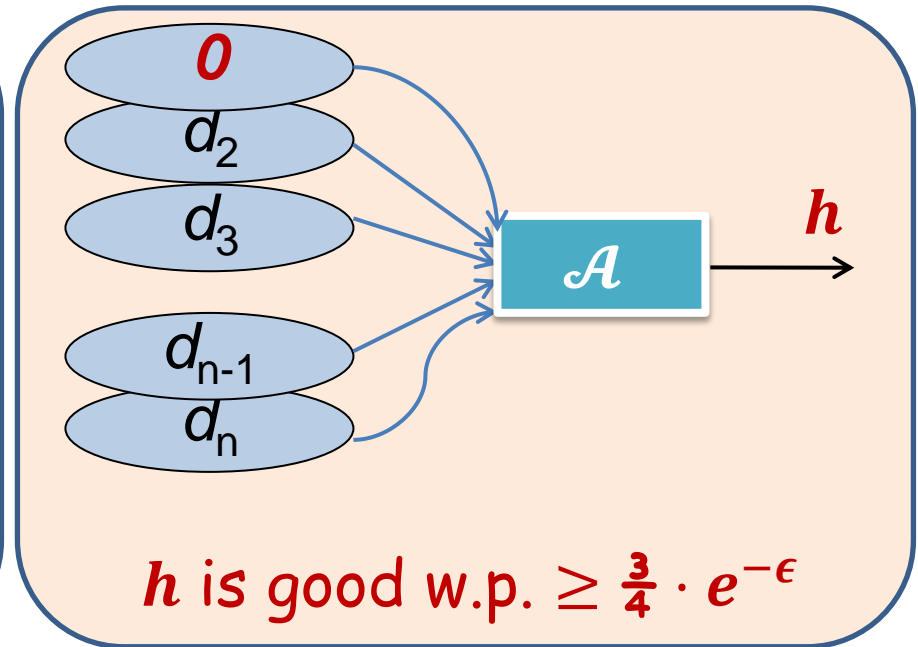 0
d₂
d₃
𝒜
h
dₙ₋₁
dₙ
h is good w.p. ≥ ¾ · e^{−ϵ}